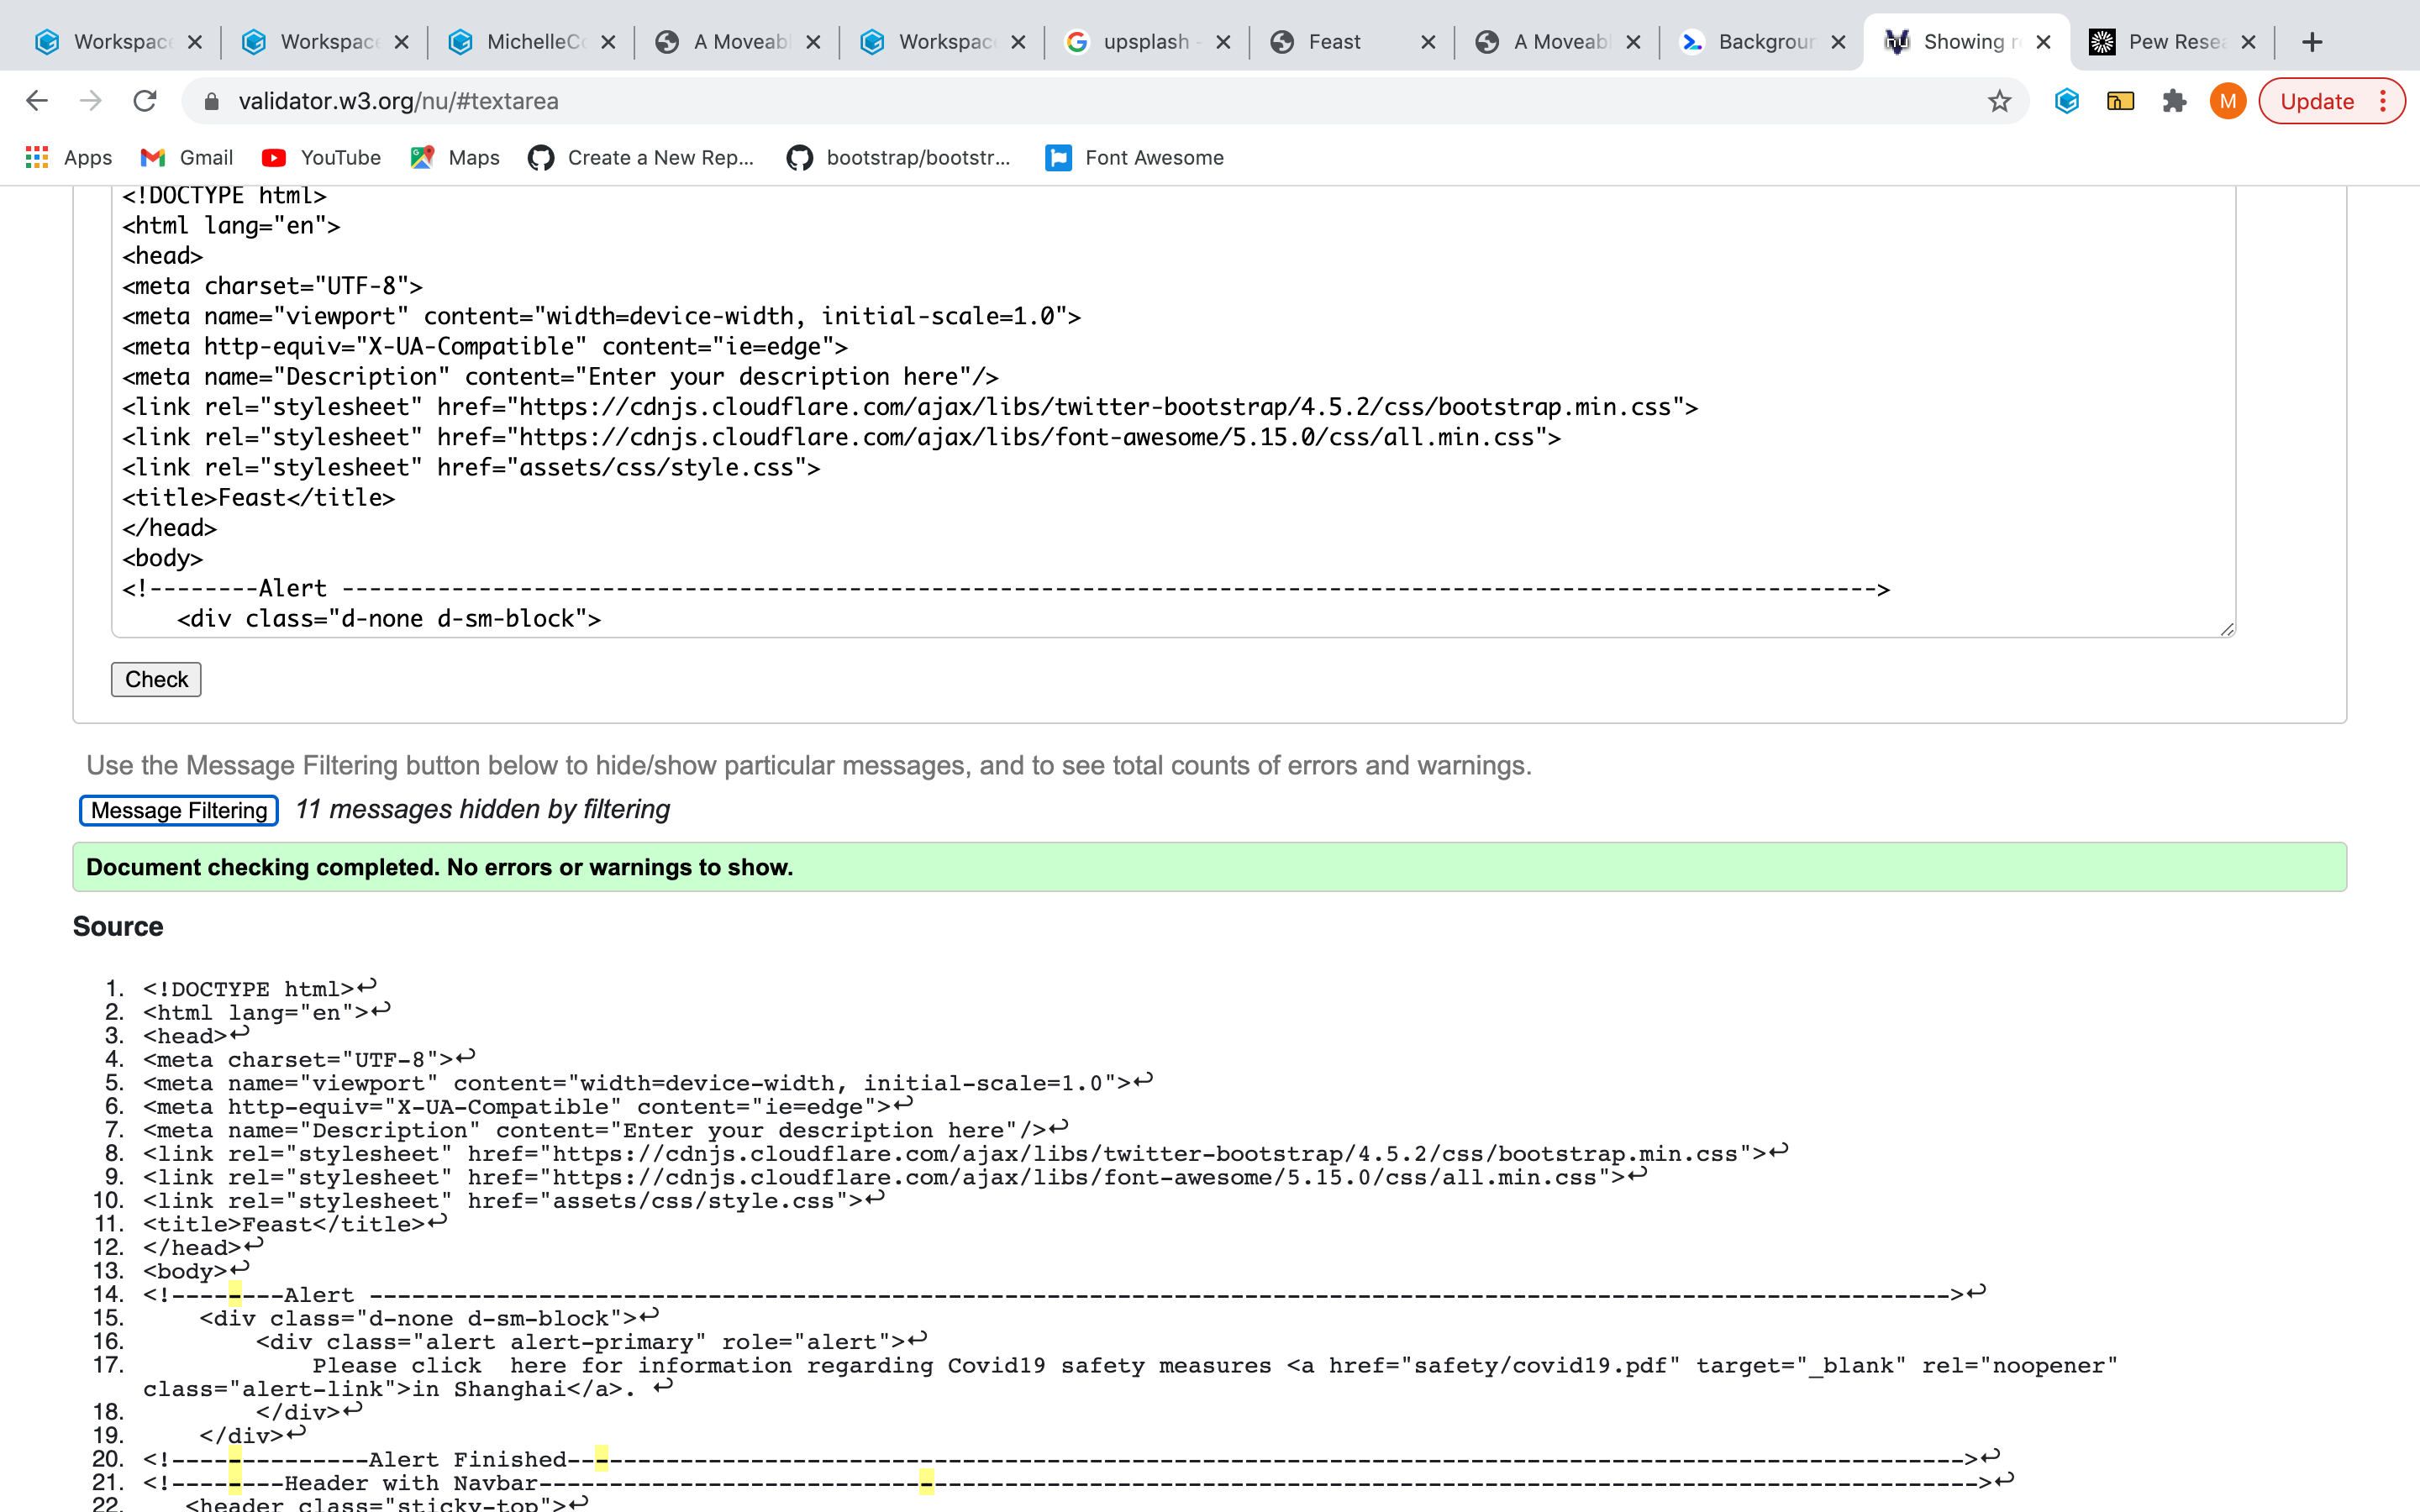 Workspac
Workspac
MichelleCo
A Moveabl
Workspac
upsplash -
Feast
A Moveabl
Backgroun
Showing re
Pew Resea
validator.w3.org/nu/#textarea
M
Update
Apps
Gmail
YouTube
Maps
Create a New Rep...
bootstrap/bootstr...
Font Awesome
<!DOCTYPE html>
<html lang="en">
<head>
<meta charset="UTF-8">
<meta name="viewport" content="width=device-width, initial-scale=1.0">
<meta http-equiv="X-UA-Compatible" content="ie=edge">
<meta name="Description" content="Enter your description here"/>
<link rel="stylesheet" href="https://cdnjs.cloudflare.com/ajax/libs/twitter-bootstrap/4.5.2/css/bootstrap.min.css">
<link rel="stylesheet" href="https://cdnjs.cloudflare.com/ajax/libs/font-awesome/5.15.0/css/all.min.css">
<link rel="stylesheet" href="assets/css/style.css">
<title>Feast</title>
</head>
<body>
<!--------Alert ---------------------------------------------------------------------------------------------------------------->
<div class="d-none d-sm-block">
Check
Use the Message Filtering button below to hide/show particular messages, and to see total counts of errors and warnings.
Message Filtering 11 messages hidden by filtering
Document checking completed. No errors or warnings to show.
Source
1. <!DOCTYPE html>↩
2. <html lang="en">↩
3. <head>↩
4. <meta charset="UTF-8">↩
5. <meta name="viewport" content="width=device-width, initial-scale=1.0">↩
6. <meta http-equiv="X-UA-Compatible" content="ie=edge">↩
7. <meta name="Description" content="Enter your description here"/>↩
8. <link rel="stylesheet" href="https://cdnjs.cloudflare.com/ajax/libs/twitter-bootstrap/4.5.2/css/bootstrap.min.css">↩
9. <link rel="stylesheet" href="https://cdnjs.cloudflare.com/ajax/libs/font-awesome/5.15.0/css/all.min.css">↩
10. <link rel="stylesheet" href="assets/css/style.css">↩
11. <title>Feast</title>↩
12. </head>↩
13. <body>↩
14. <!--------Alert ---------------------------------------------------------------------------------------------------------------->↩
15. <div class="d-none d-sm-block">↩
16. <div class="alert alert-primary" role="alert">↩
17. Please click  here for information regarding Covid19 safety measures <a href="safety/covid19.pdf" target="_blank" rel="noopener"
class="alert-link">in Shanghai</a>. ↩
18. </div>↩
19. </div>↩
20. <!--------------Alert Finished--------------------------------------------------------------------------------------------------->↩
21. <!--------Header with Navbar------------------------------------------------------------------------------------------------------>↩
22. <header class="sticky-top">↩